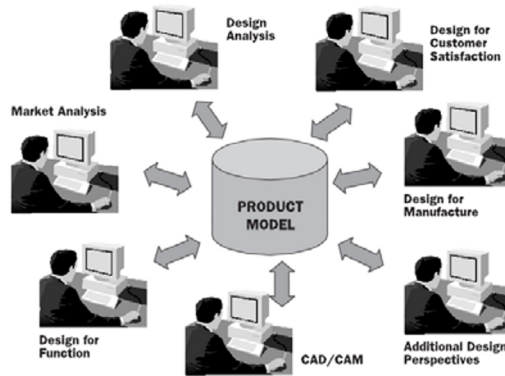 Design
Analysis
Design for
Customer
Satisfaction
Market Analysis
PRODUCT
MODEL
Design for
Manufacture
Design for
Function
CAD/CAM
Additional Design
Perspectives